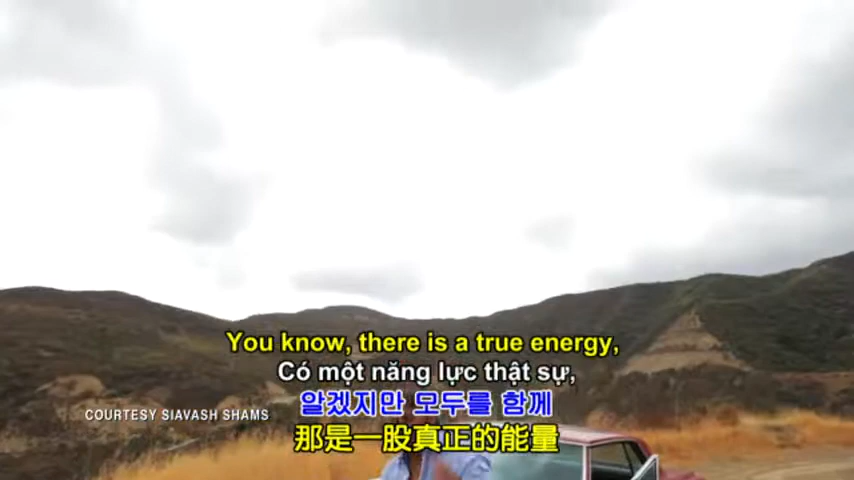 You know, there is a true energy,
Có một năng lực thật sự,
알겠지만 모두를 함께
COURTESY SIAVASH SHAMS
那是一股真正的能量